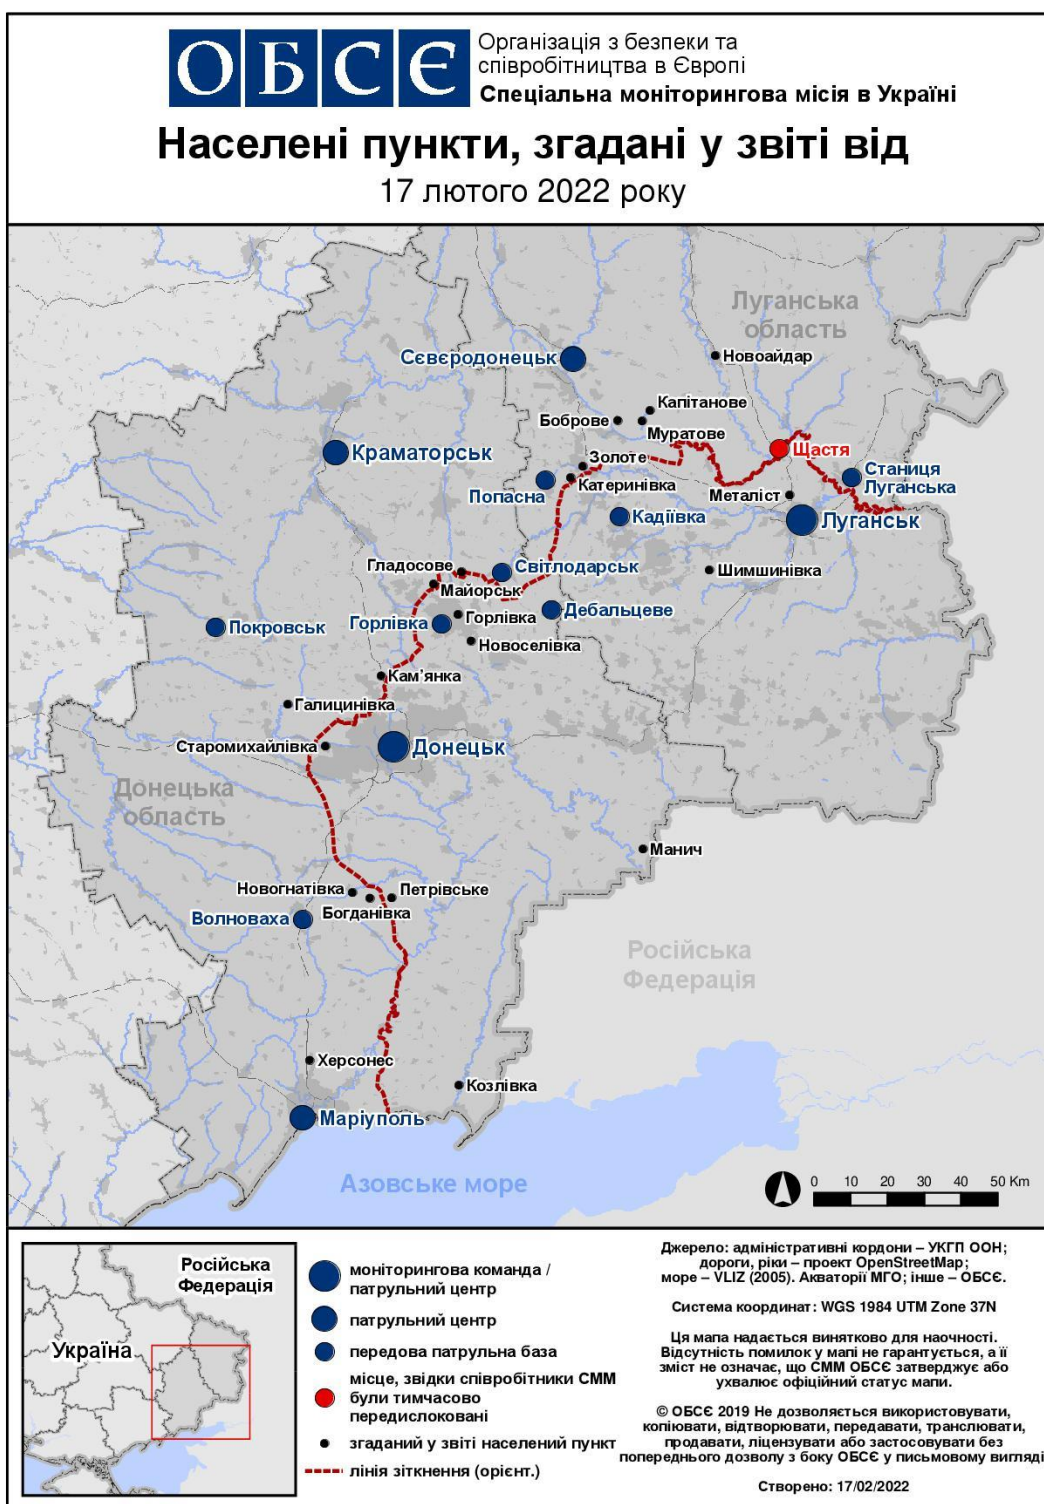 ОБСЄ
Організація з безпеки та
співробітництва в Європі
Спеціальна моніторингова місія в Україні
Населені пункти, згадані у звіті від
17 лютого 2022 року
Луганська
область
Новоайдар
Сєвєродонецьк
Капітанове
Боброве
Муратове
Щастя
Краматорськ
Золоте
Станиця
Луганська
Попасна
Катеринівка
Металіст
Кадіївка
Луганськ
Гладосове
Світлодарськ
Шимшинівка
Майорськ
Дебальцеве
Покровськ
Горлівка
Горлівка
Новоселівка
Кам'янка
Галицинівка
Старомихайлівка
Донецьк
Донецька
область
Манич
Новогнатівка
Петрівське
Богданівка
Волноваха
Російська
Федерація
Херсонес
Козлівка
Маріуполь
Азовське море
0 10 20 30 40 50 Km
Російська
Федерація
Україна
моніторингова команда /
патрульний центр
патрульний центр
передова патрульна база
місце, звідки співробітники СММ
були тимчасово
передислоковані
згаданий у звіті населений пункт
лінія зіткнення (орієнт.)
Джерело: адміністративні кордони – УКГП ООН;
дороги, ріки – проект OpenStreetMap;
море – VLIZ (2005). Акваторії МГО; інше – ОБСЄ.
Система координат: WGS 1984 UTM Zone 37N
Ця мапа надається винятково для наочності.
Відсутність помилок у мапі не гарантується, а її
зміст не означає, що СММ ОБСЄ затверджує або
ухвалює офіційний статус мапи.
© ОБСЄ 2019 Не дозволяється використовувати,
копіювати, відтворювати, передавати, транслювати,
продавати, ліцензувати або застосовувати без
попереднього дозволу з боку ОБСЄ у письмовому вигляді
Створено: 17/02/2022